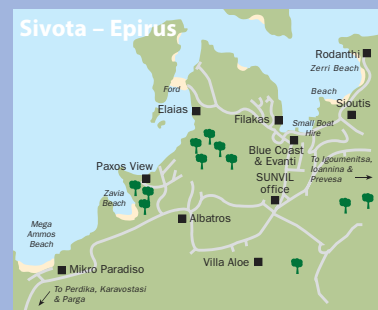 Sivota – Epirus
Rodanthi
Zerri Beach
Ford
Beach
Sioutis
Elaias
Filakas
Small Boat
Hire
Blue Coast
& Evanti
To Igoumenitsa,
Ioannina &
Prevesa
SUNVIL
office
Paxos View
Zavia
Beach
Albatros
Mega
Ammos
Beach
Mikro Paradiso
Villa Aloe
To Perdika, Karavostasi
& Parga